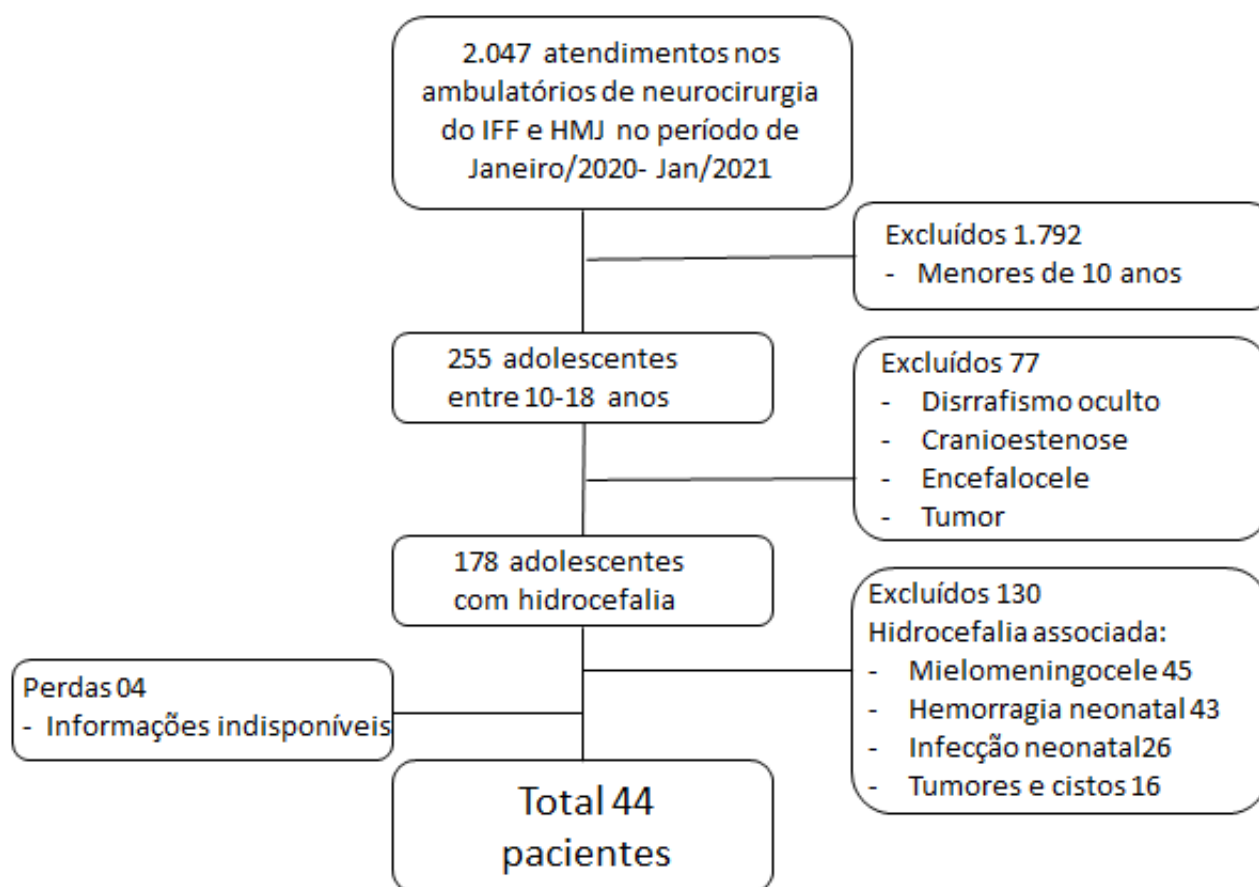 2.047 atendimentos nos
ambulatórios de neurocirurgia
do IFF e HMJ no período de
Janeiro/2020- Jan/2021
Excluídos 1.792
- Menores de 10 anos
255 adolescentes
entre 10-18 anos
Excluídos 77
- Disrrafismo oculto
- Cranioestenose
- Encefalocele
- Tumor
178 adolescentes
com hidrocefalia
Excluídos 130
Hidrocefalia associada:
- Mielomeningocele 45
- Hemorragia neonatal 43
- Infecção neonatal26
- Tumores e cistos 16
Perdas 04
- Informações indisponíveis
Total 44
pacientes